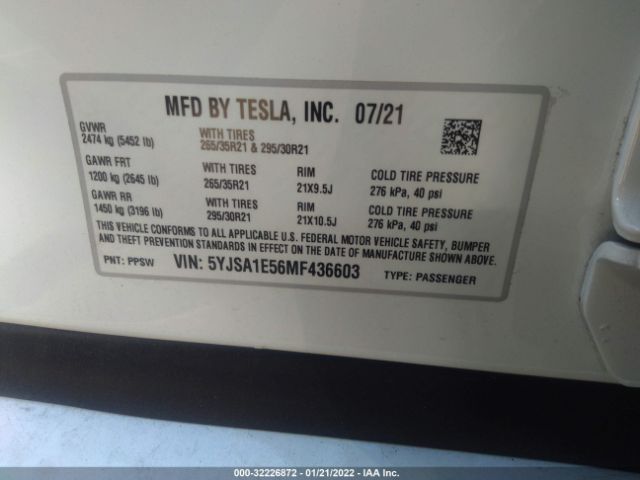 MFD BY TESLA, INC. 07/21
GVWR
2474 kg (5452 lb)
WITH TIRES
265/35R21 & 295/30R21
GAWR FRT
1200 kg (2645 lb)
WITH TIRES
265/35R21
RIM
21X9.5J
COLD TIRE PRESSURE
276 kPa, 40 psi
GAWR RR
1450 kg (3196 lb)
WITH TIRES
295/30R21
RIM
21X10.5J
COLD TIRE PRESSURE
276 kPa, 40 psi
THIS VEHICLE CONFORMS TO ALL APPLICABLE U.S. FEDERAL MOTOR VEHICLE SAFETY, BUMPER
AND THEFT PREVENTION STANDARDS IN EFFECT ON THE DATE OF MANUFACTURE SHOWN ABOVE.
PNT: PPSW VIN: 5YJSA1E56MF436603 TYPE: PASSENGER
000-32226872 - 01/21/2022 - IAA Inc.